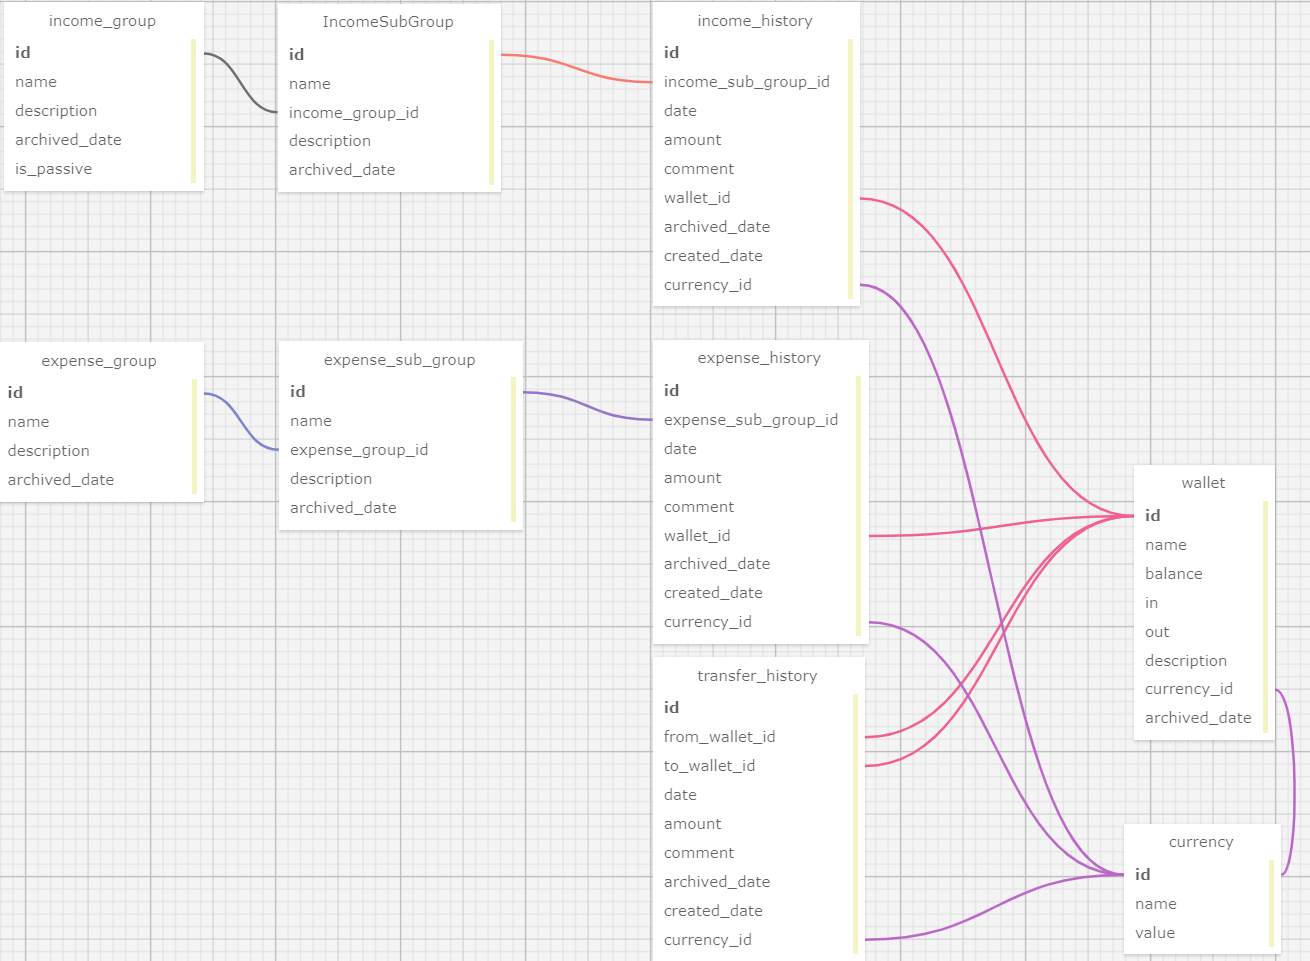 income_group
id
name
description
archived_date
is_passive
IncomeSubGroup
id
name
income_group_id
description
archived_date
income_history
id
income_sub_group_id
date
amount
comment
wallet_id
archived_date
created_date
currency_id
expense_group
id
name
description
archived_date
expense_sub_group
id
name
expense_group_id
description
archived_date
expense_history
id
expense_sub_group_id
date
amount
comment
wallet_id
archived_date
created_date
currency_id
transfer_history
id
from_wallet_id
to_wallet_id
date
amount
comment
archived_date
created_date
currency_id
wallet
id
name
balance
in
out
description
currency_id
archived_date
currency
id
name
value